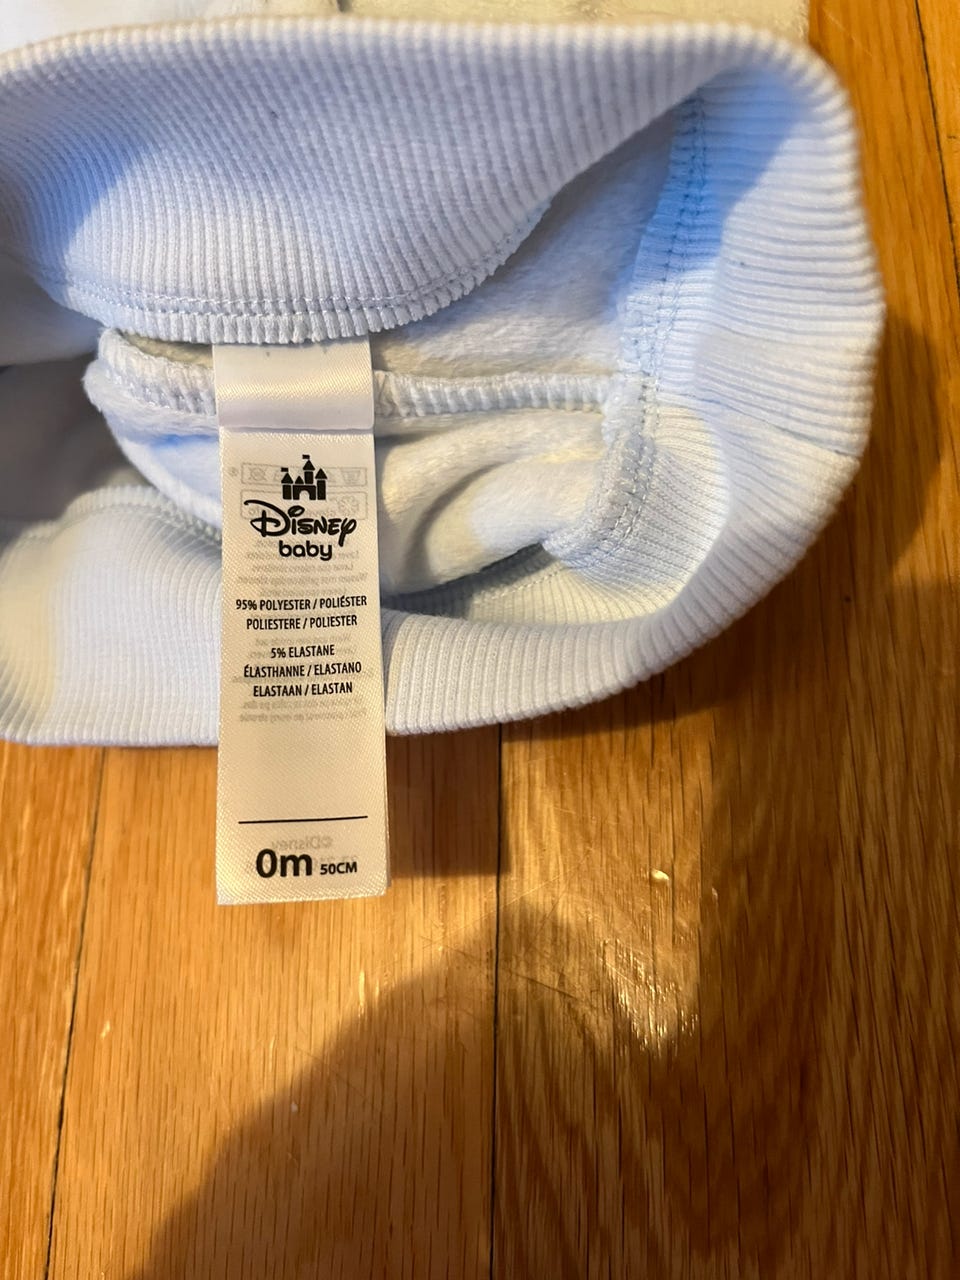 Disney
baby
95% POLYESTER / POLIÉSTER
POLIESTERE / POLIESTER
5% ELASTANE
ÉLASTHANNE / ELASTANO
ELASTAAN / ELASTAN
0m 50CM